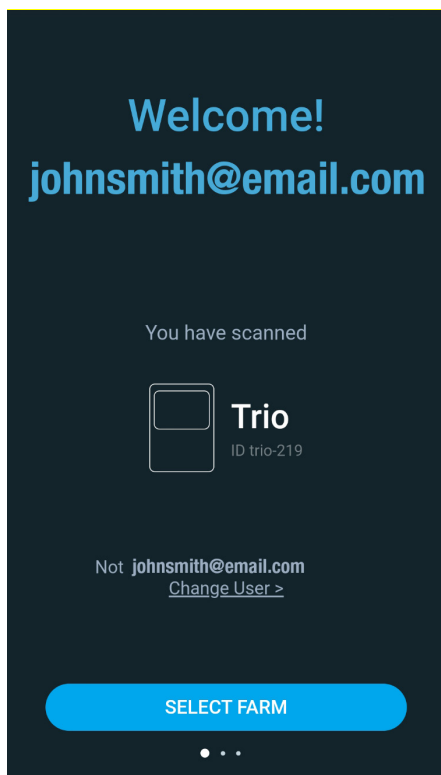 Welcome!
johnsmith@email.com
You have scanned
Trio
ID trio-219
Not johnsmith@email.com
Change User >
SELECT FARM